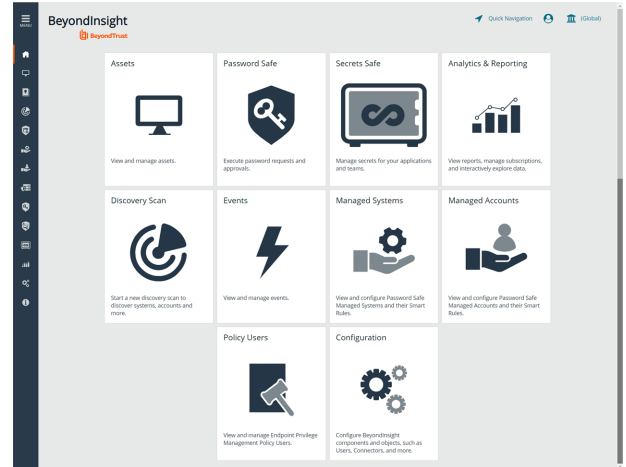 MENU
BeyondInsight
BeyondTrust
Quick Navigation
(Global)
Assets
View and manage assets.
Password Safe
Execute password requests and
approvals.
Secrets Safe
Manage secrets for your applications
and teams.
Analytics & Reporting
View reports, manage subscriptions,
and interactively explore data.
Discovery Scan
Start a new discovery scan to
discover systems, accounts and
more.
Events
View and manage events.
Managed Systems
View and configure Password Safe
Managed Systems and their Smart
Rules.
Managed Accounts
View and configure Password Safe
Managed Accounts and their Smart
Rules.
Policy Users
View and manage Endpoint Privilege
Management Policy Users.
Configuration
Configure BeyondInsight
components and objects, such as
Users, Connectors, and more.